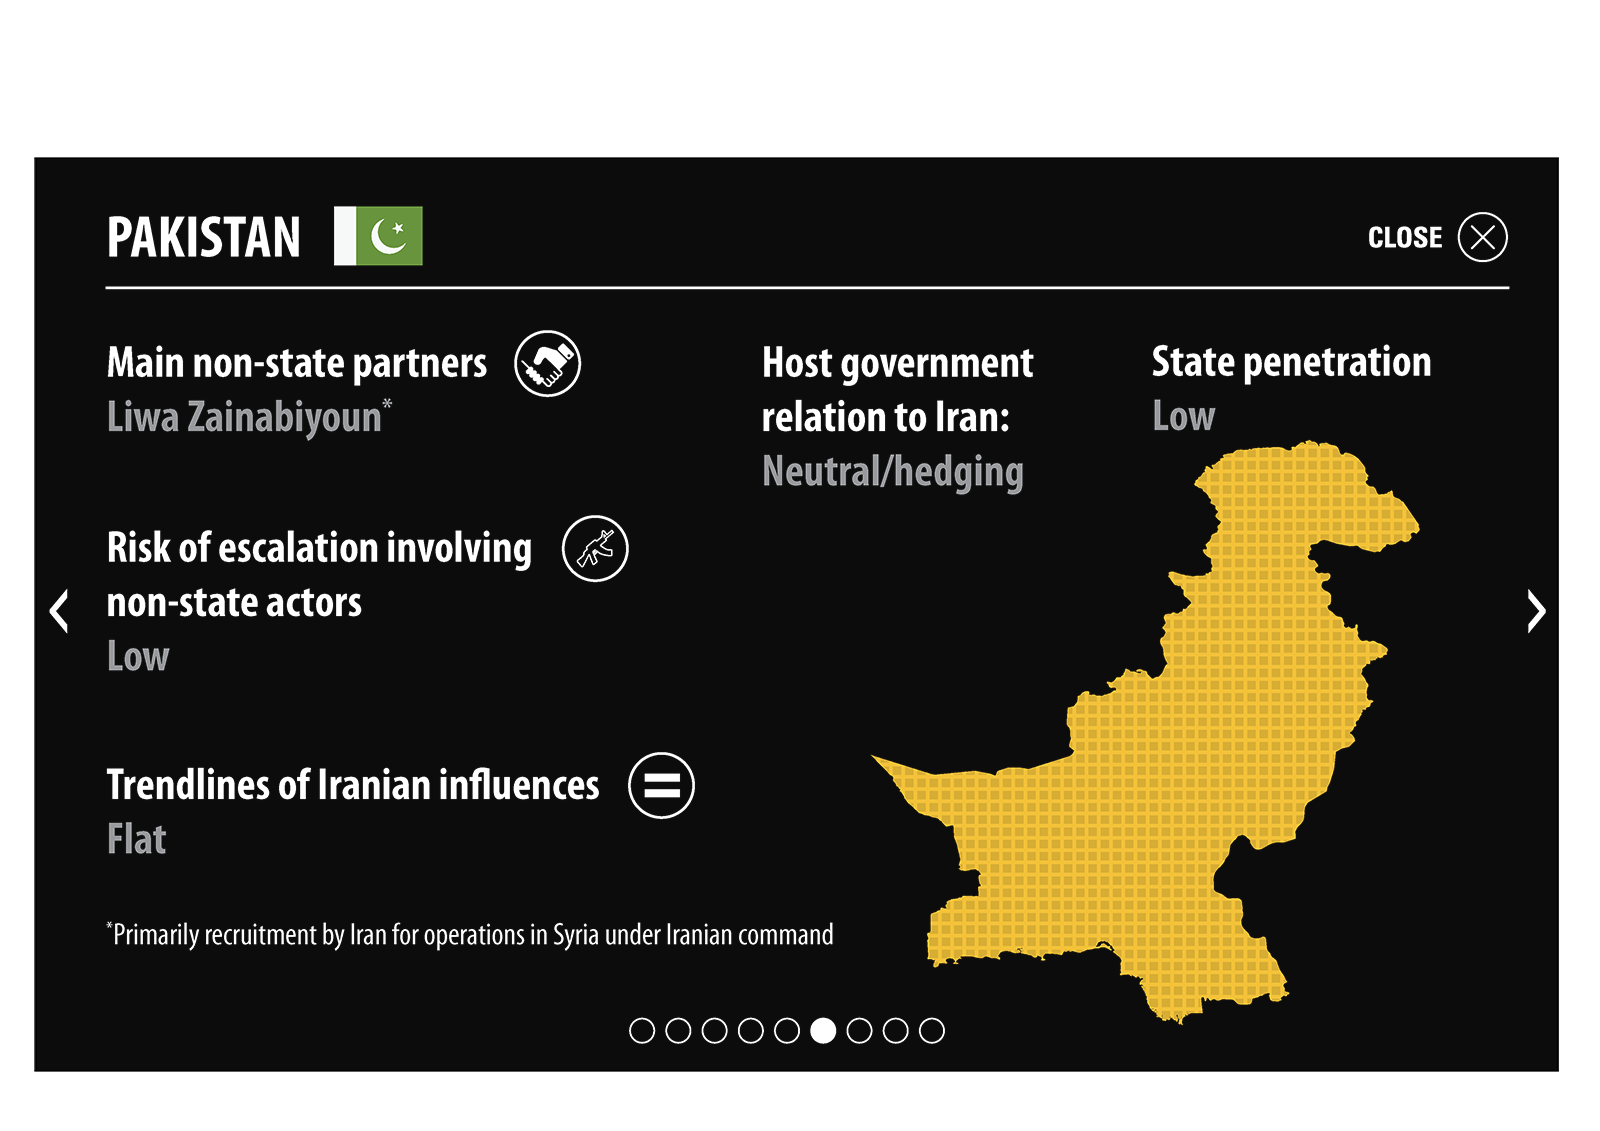 PAKISTAN
CLOSE
Main non-state partners
Liwa Zainabiyoun*
Host government
relation to Iran:
Neutral/hedging
State penetration
Low
Risk of escalation involving
non-state actors
Low
Trendlines of Iranian influences
Flat
*Primarily recruitment by Iran for operations in Syria under Iranian command